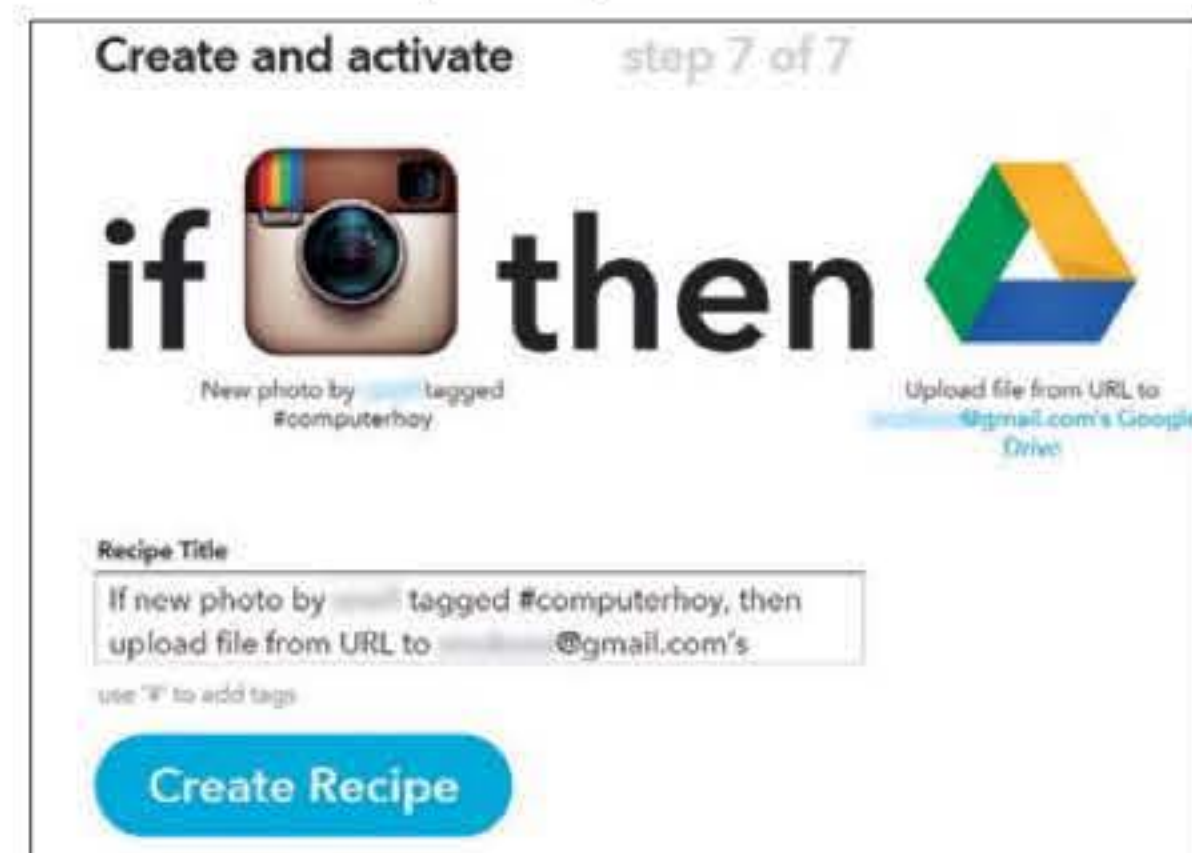 Create and activate step 7 of 7
if then
New photo by tagged
#computerhoy
Upload file from URL to
@gmail.com's Google
Drive
Recipe Title
If new photo by tagged #computerhoy, then
upload file from URL to @gmail.com's
use '#' to add tags
Create Recipe